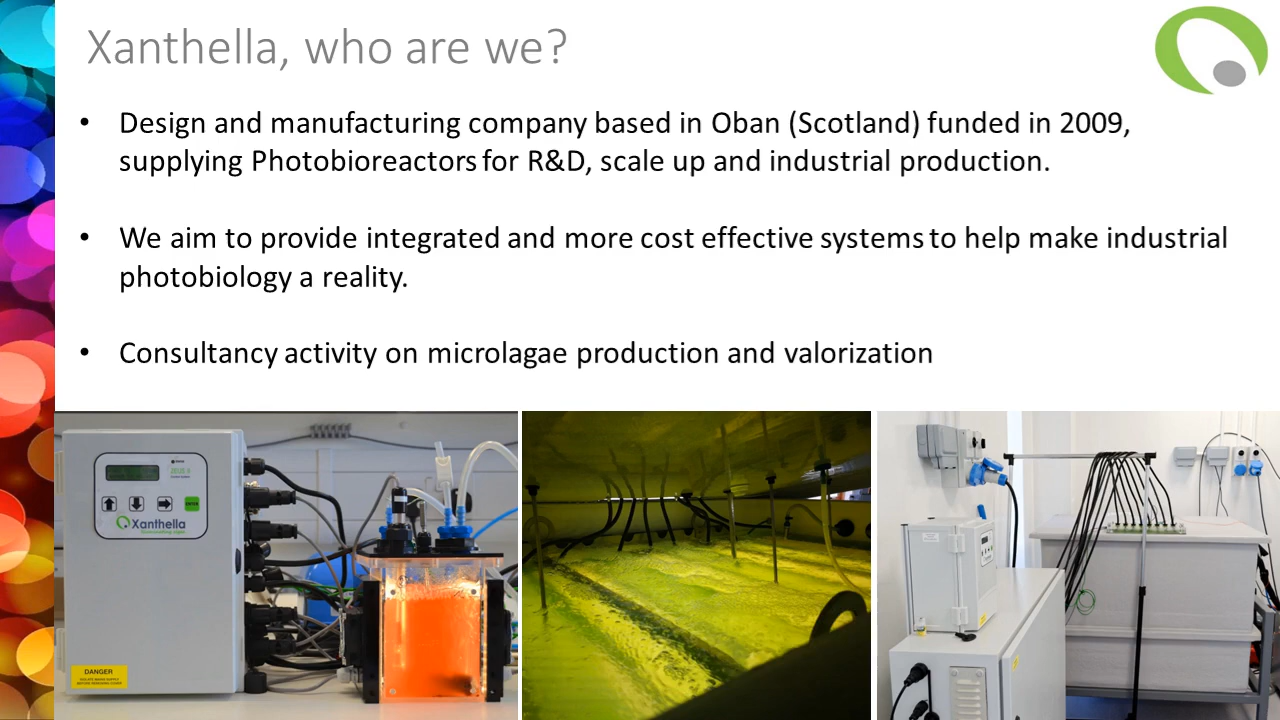 Xanthella, who are we?
• Design and manufacturing company based in Oban (Scotland) funded in 2009,
supplying Photobioreactors for R&D, scale up and industrial production.
• We aim to provide integrated and more cost effective systems to help make industrial
photobiology a reality.
• Consultancy activity on microlagae production and valorization
Xanthella
DANGER